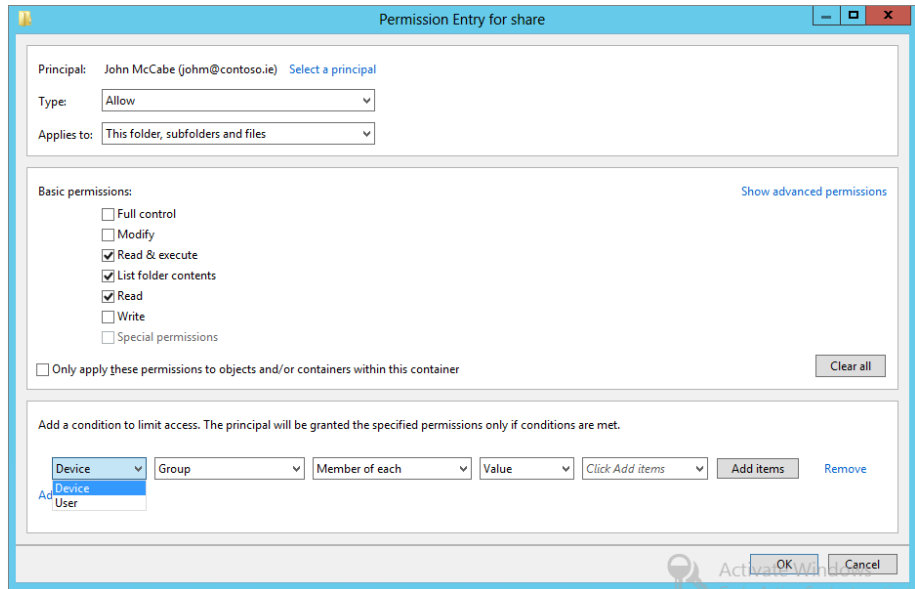 Permission Entry for share
Principal: John McCabe (johm@contoso.ie) Select a principal
Type: Allow
Applies to: This folder, subfolders and files
Basic permissions: Show advanced permissions
Full control
Modify
Read & execute
List folder contents
Read
Write
Special permissions
Only apply these permissions to objects and/or containers within this container Clear all
Add a condition to limit access. The principal will be granted the specified permissions only if conditions are met.
Device Group Member of each Value Click Add items Add items Remove
Ad Device
User
OK Cancel
Activate Windows